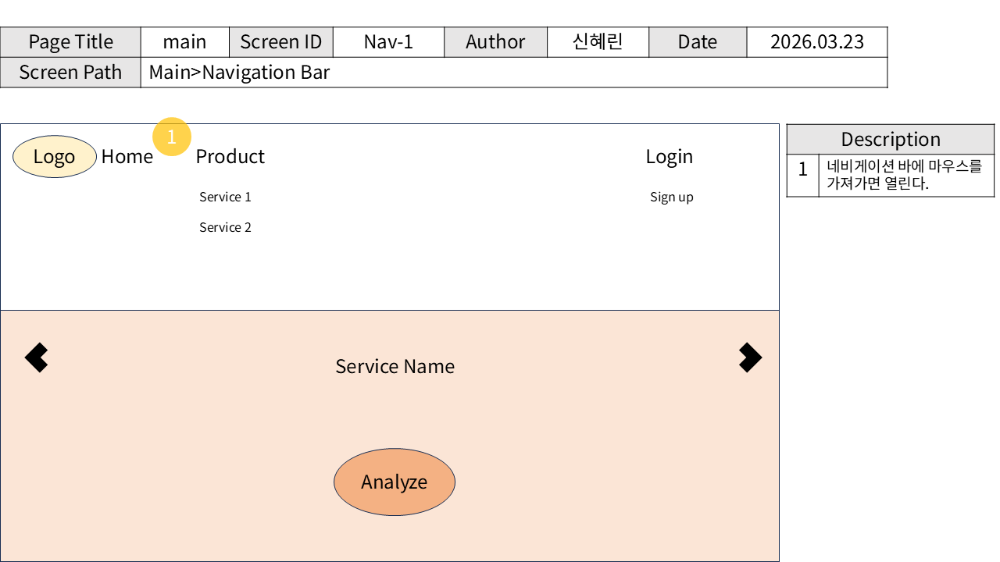 Page Title main Screen ID Nav-1 Author 신혜린 Date 2026.03.23
Screen Path Main>Navigation Bar
1
Logo Home Product Login
Service 1 Sign up
Service 2
Service Name
Analyze
Description
1 네비게이션 바에 마우스를
가져가면 열린다.